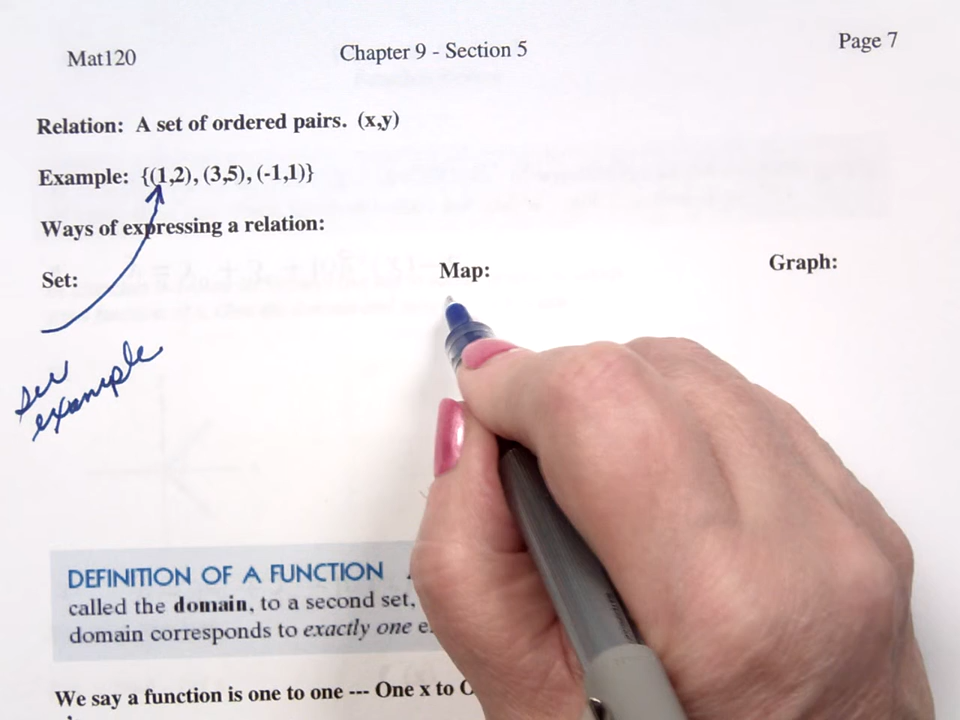 Mat120 Chapter 9 - Section 5 Page 7
Relation: A set of ordered pairs. (x,y)
Example: {(1,2), (3,5), (-1,1)}
Ways of expressing a relation:
Set: Map: Graph:
see
example
DEFINITION OF A FUNCTION
called the domain, to a second set,
domain corresponds to exactly one
We say a function is one to one --- One x to